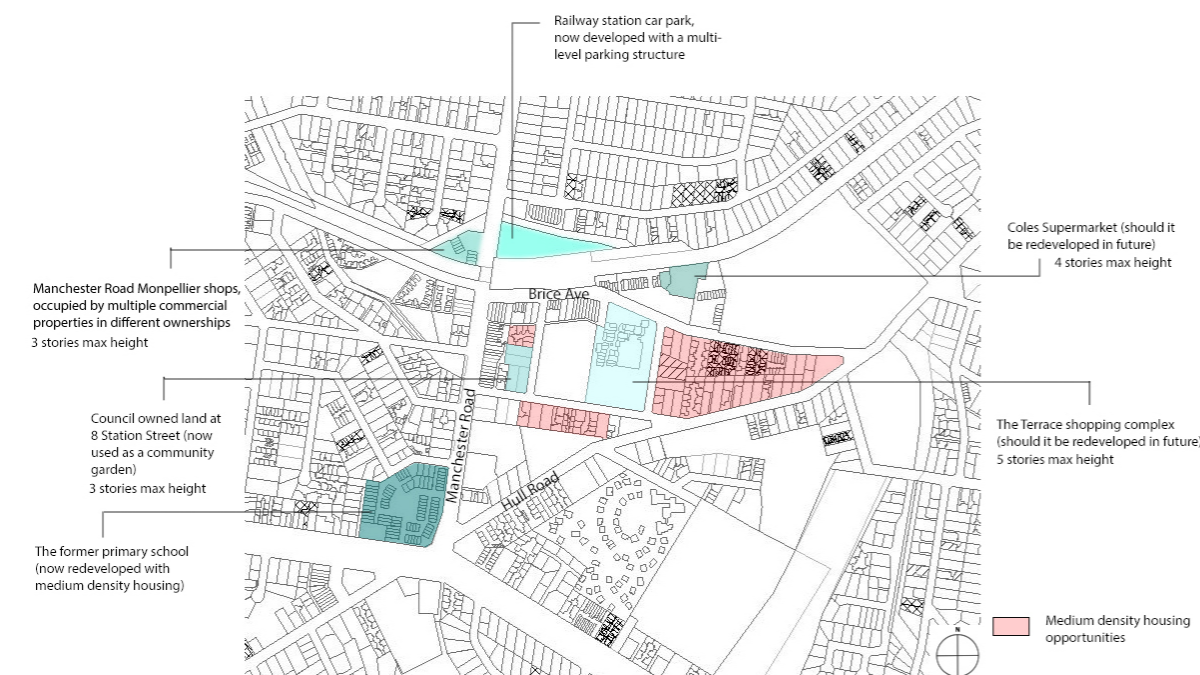 Railway station car park,
now developed with a multi-
level parking structure
Coles Supermarket (should it
be redeveloped in future)
4 stories max height
Manchester Road Monpellier shops,
occupied by multiple commercial
properties in different ownerships
3 stories max height
Brice Ave
Council owned land at
8 Station Street (now
used as a community
garden)
3 stories max height
Manchester Road
The Terrace shopping complex
(should it be redeveloped in future)
5 stories max height
Hull Road
The former primary school
(now redeveloped with
medium density housing)
Medium density housing
opportunities
N